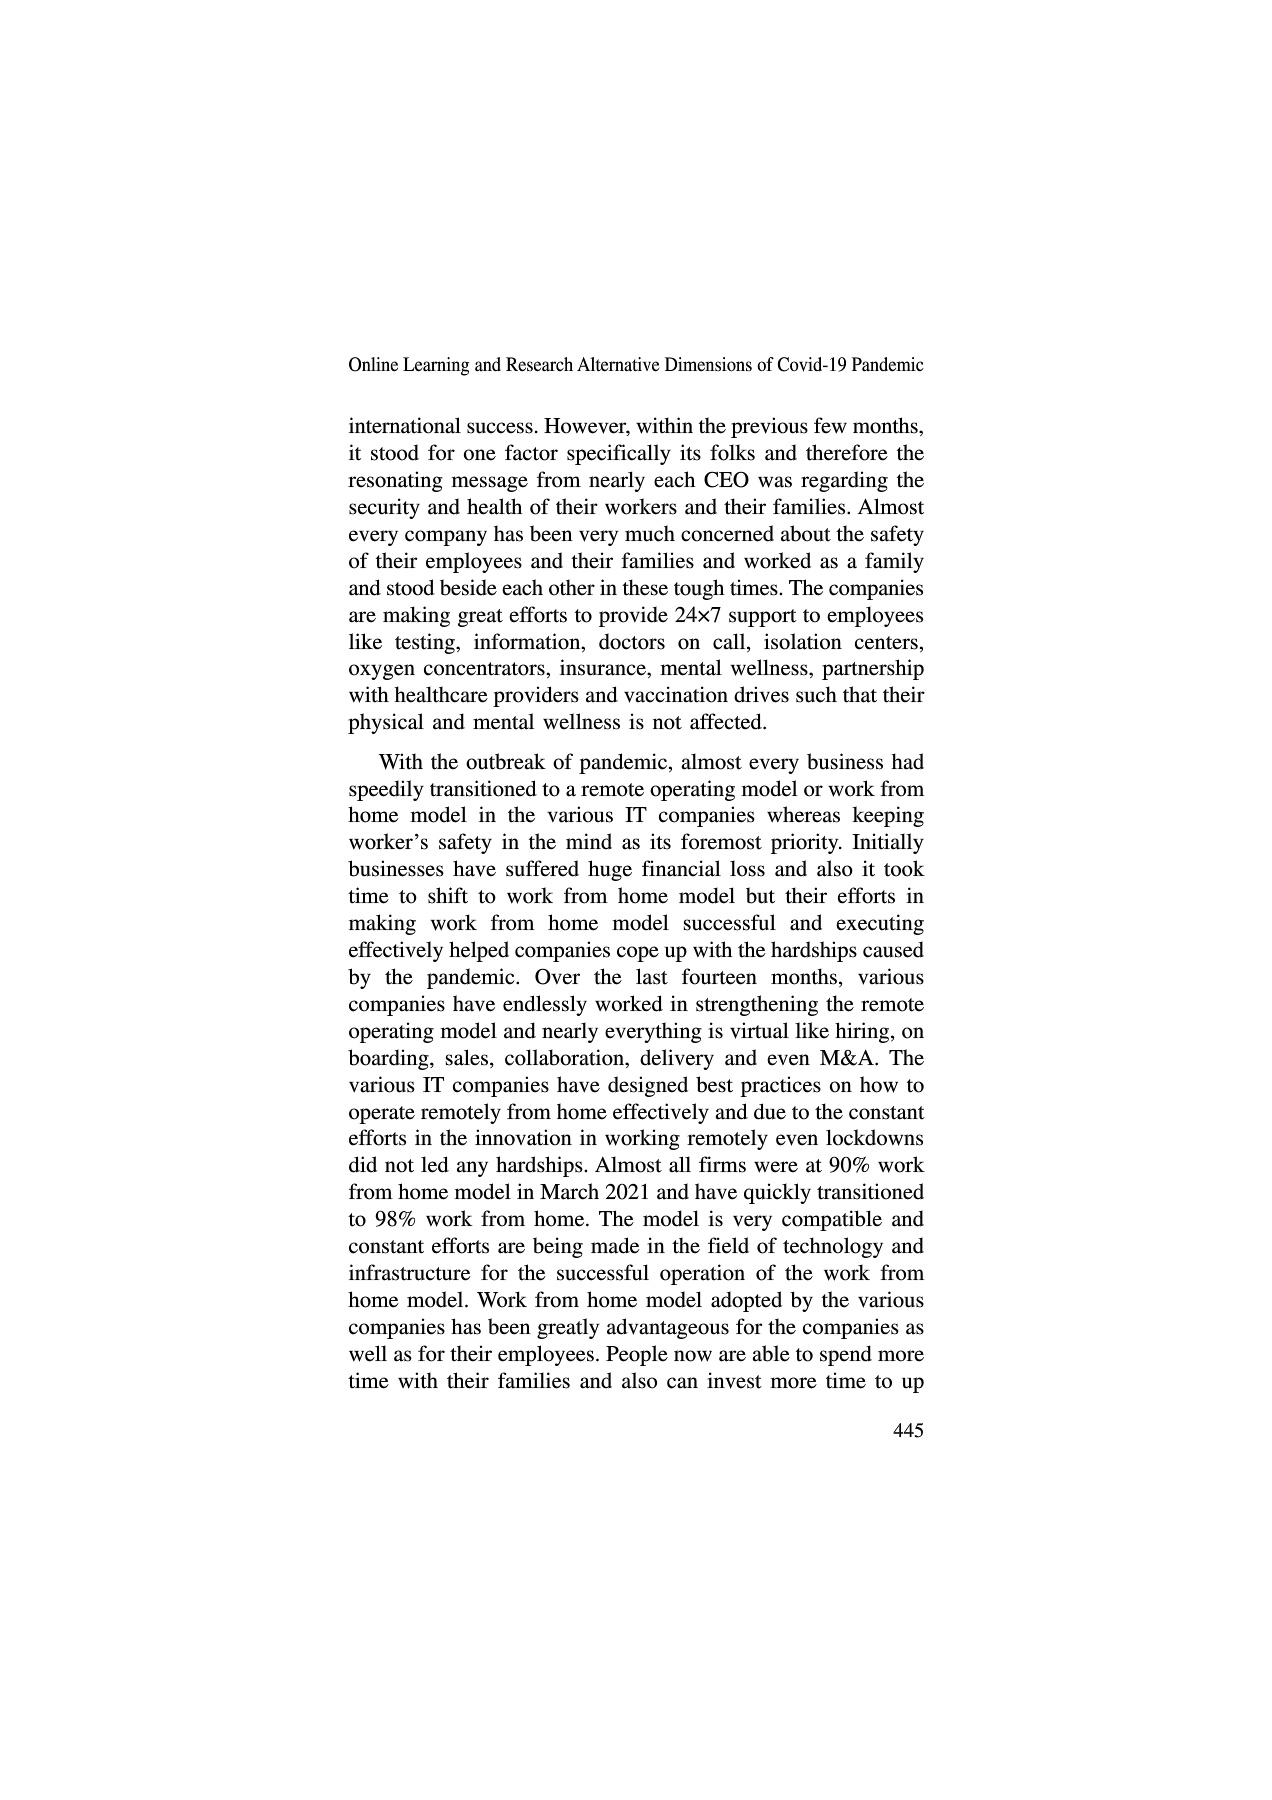 Online Learning and Research Alternative Dimensions of Covid-19 Pandemic
international success. However, within the previous few months,
it stood for one factor specifically its folks and therefore the
resonating message from nearly each CEO was regarding the
security and health of their workers and their families. Almost
every company has been very much concerned about the safety
of their employees and their families and worked as a family
and stood beside each other in these tough times. The companies
are making great efforts to provide 24×7 support to employees
like testing, information, doctors on call, isolation centers,
oxygen concentrators, insurance, mental wellness, partnership
with healthcare providers and vaccination drives such that their
physical and mental wellness is not affected.
With the outbreak of pandemic, almost every business had
speedily transitioned to a remote operating model or work from
home model in the various IT companies whereas keeping
worker’s safety in the mind as its foremost priority. Initially
businesses have suffered huge financial loss and also it took
time to shift to work from home model but their efforts in
making work from home model successful and executing
effectively helped companies cope up with the hardships caused
by the pandemic. Over the last fourteen months, various
companies have endlessly worked in strengthening the remote
operating model and nearly everything is virtual like hiring, on
boarding, sales, collaboration, delivery and even M&A. The
various IT companies have designed best practices on how to
operate remotely from home effectively and due to the constant
efforts in the innovation in working remotely even lockdowns
did not led any hardships. Almost all firms were at 90% work
from home model in March 2021 and have quickly transitioned
to 98% work from home. The model is very compatible and
constant efforts are being made in the field of technology and
infrastructure for the successful operation of the work from
home model. Work from home model adopted by the various
companies has been greatly advantageous for the companies as
well as for their employees. People now are able to spend more
time with their families and also can invest more time to up
445